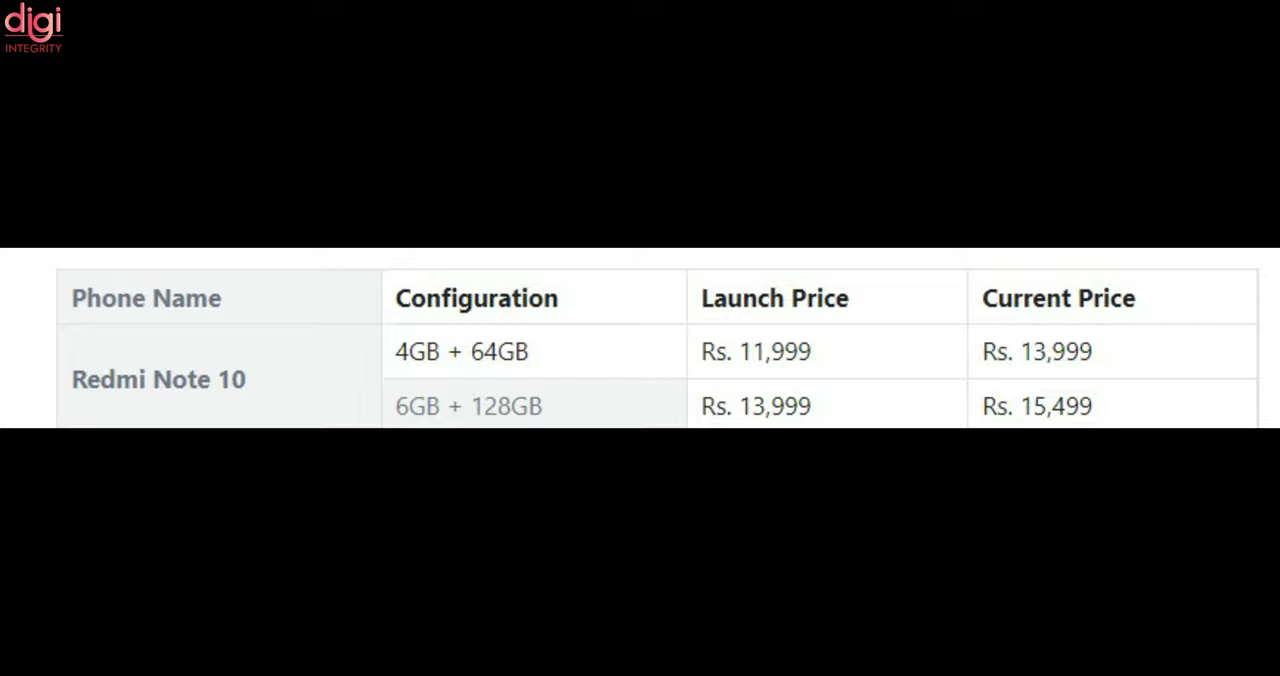 digi
INTEGRITY
Phone Name Configuration Launch Price Current Price
Redmi Note 10 4GB + 64GB Rs. 11,999 Rs. 13,999
6GB + 128GB Rs. 13,999 Rs. 15,499